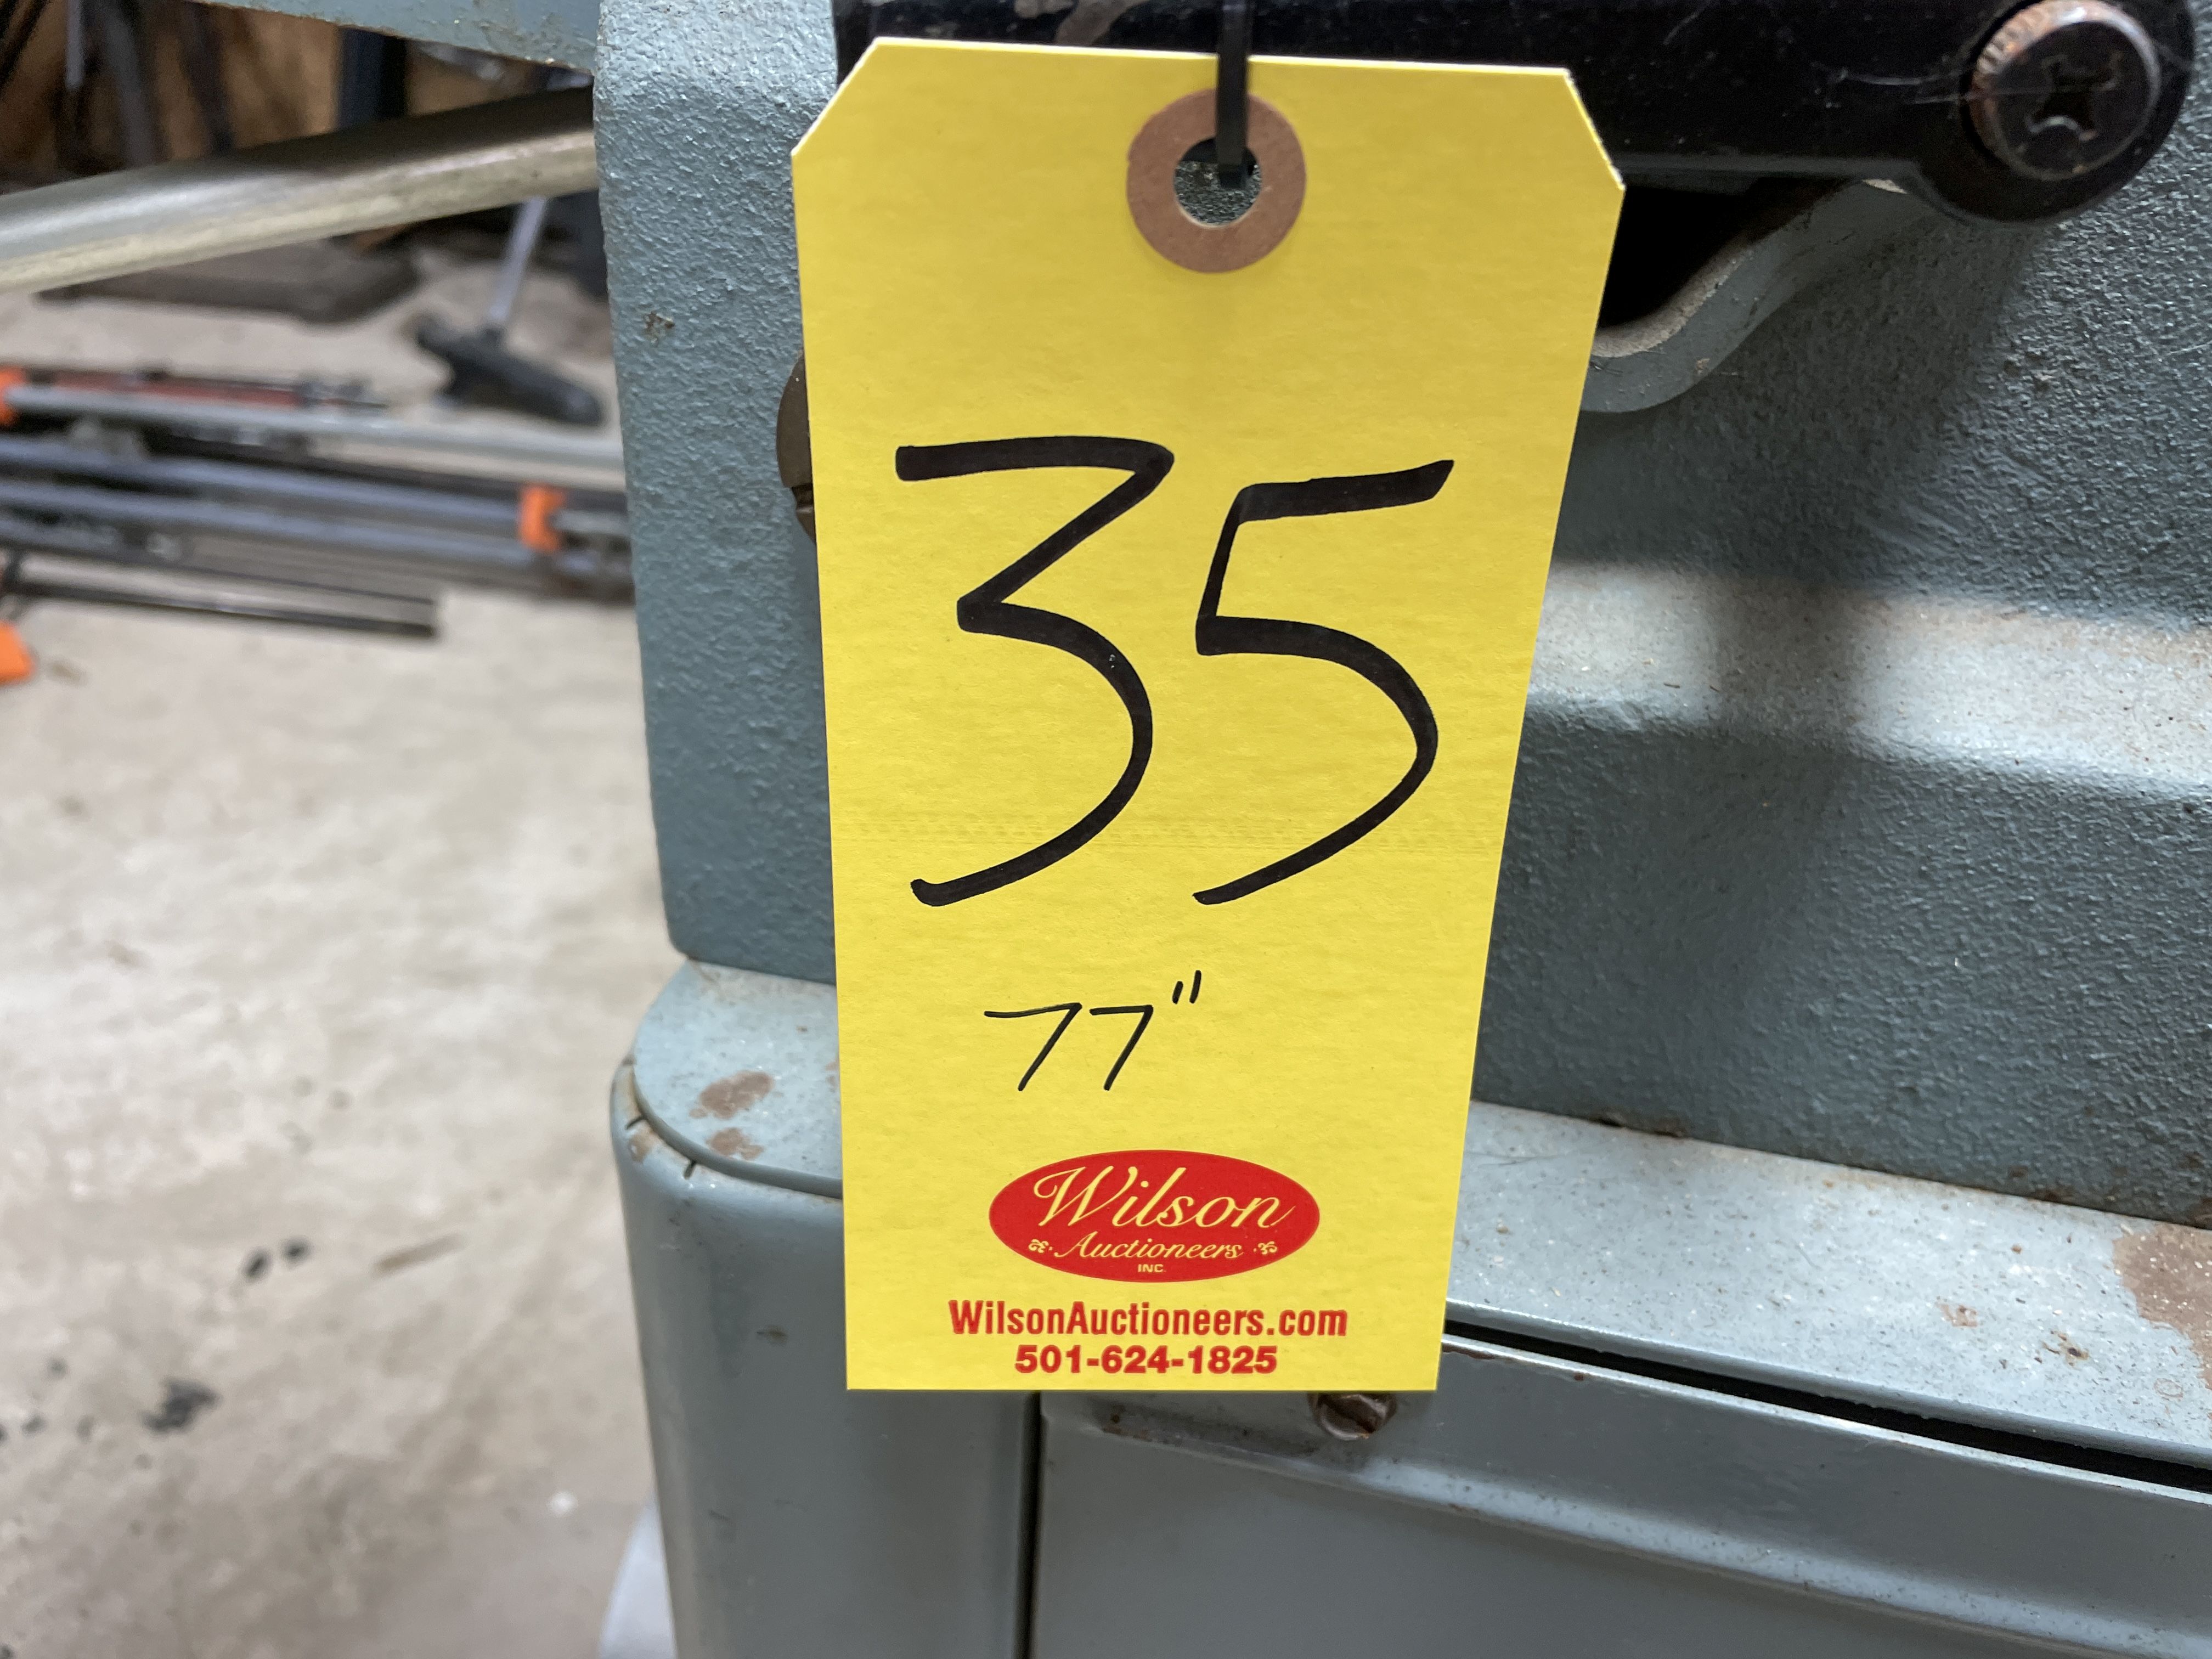 35
77"
Wilson
Auctioneers
INC.
WilsonAuctioneers.com
501-624-1825